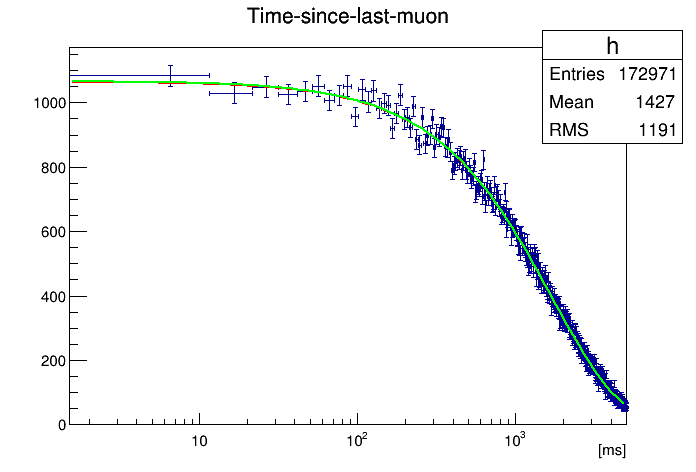 Time-since-last-muon
h
Entries 172971
Mean 1427
RMS 1191
1000
800
600
400
200
0
10 10² 10³
[ms]